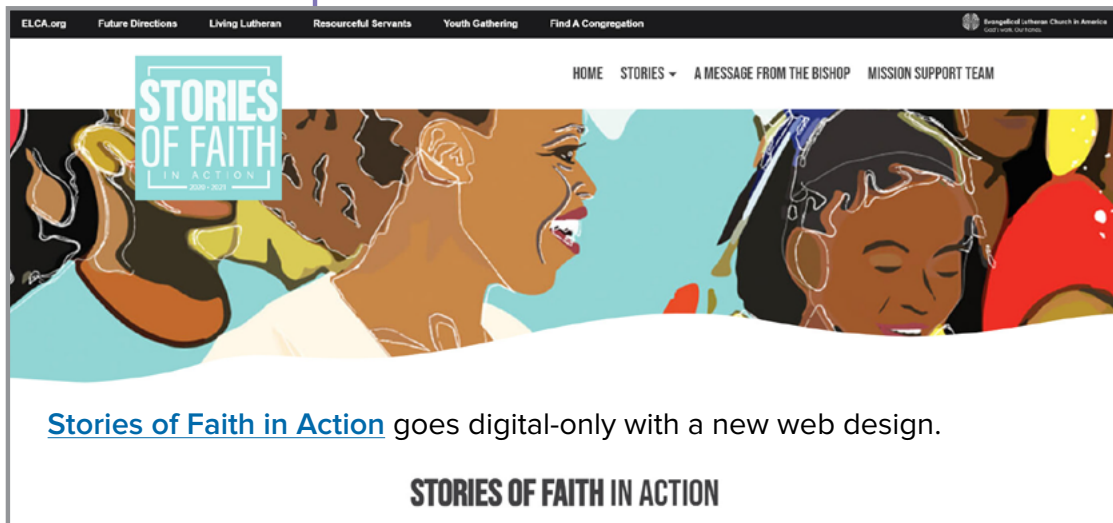 ELCA.org Future Directions Living Lutheran Resourceful Servants Youth Gathering Find A Congregation
Evangelical Lutheran Church in America
God's work. Our hands.
HOME STORIES A MESSAGE FROM THE BISHOP MISSION SUPPORT TEAM
STORIES
OF FAITH
IN ACTION
2020 - 2021
Stories of Faith in Action goes digital-only with a new web design.
STORIES OF FAITH IN ACTION